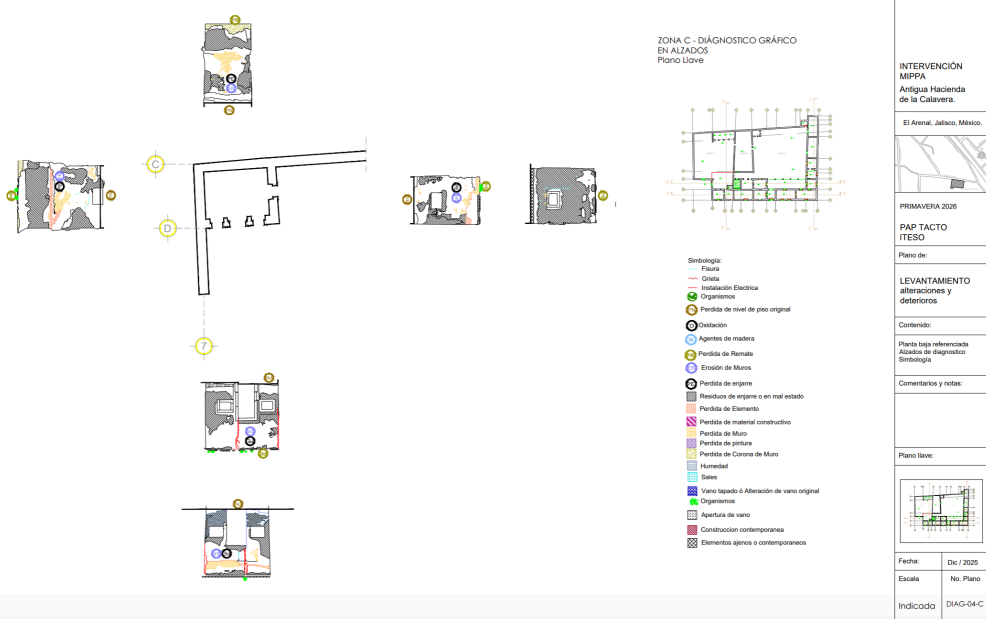 ZONA C - DIÁGNOSTICO GRÁFICO
EN ALZADOS
Plano Llave
C
D
7
Simbología:
Fisura
Grieta
Instalación Electrica
Organismos
Perdida de nivel de piso original
Oxidación
Agentes de madera
Perdida de Remate
Erosión de Muros
Perdida de enjarre
Residuos de enjarre o en mal estado
Perdida de Elemento
Perdida de material constructivo
Perdida de Muro
Perdida de pintura
Perdida de Corona de Muro
Humedad
Sales
Vano tapado ó Alteración de vano original
Organismos
Apertura de vano
Construccion contemporanea
Elementos ajenos o contemporaneos
INTERVENCIÓN
MIPPA
Antigua Hacienda
de la Calavera.
El Arenal, Jalisco, México.
PRIMAVERA 2026
PAP TACTO
ITESO
Plano de:
LEVANTAMIENTO
alteraciones y
deterioros
Contenido:
Planta baja referenciada
Alzados de diagnostico
Simbología
Comentarios y notas:
Plano llave:
Fecha:
Dic / 2025
Escala
No. Plano
Indicada
DIAG-04-C